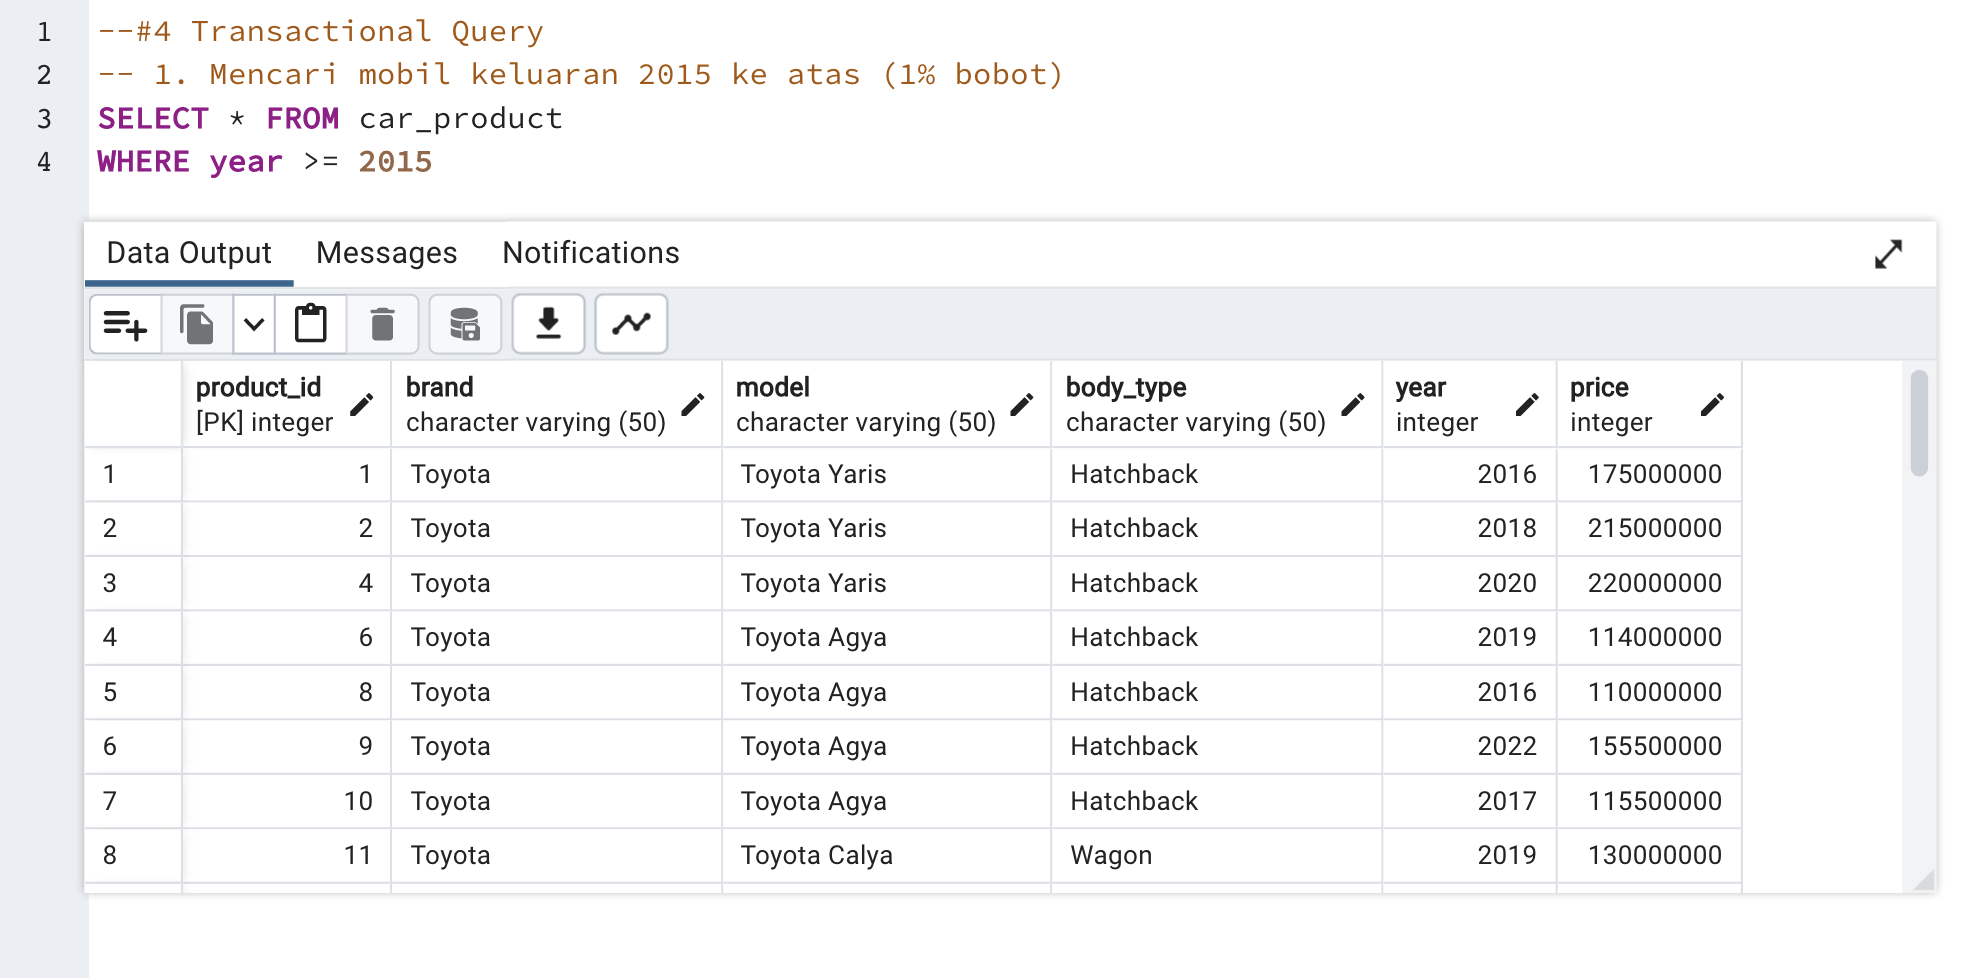 1 --#4 Transactional Query
2 -- 1. Mencari mobil keluaran 2015 ke atas (1% bobot)
3 SELECT * FROM car_product
4 WHERE year >= 2015
Data Output Messages Notifications
product_id brand model body_type year price
[PK] integer character varying (50) character varying (50) character varying (50) integer integer
1 1 Toyota Toyota Yaris Hatchback 2016 175000000
2 2 Toyota Toyota Yaris Hatchback 2018 215000000
3 4 Toyota Toyota Yaris Hatchback 2020 220000000
4 6 Toyota Toyota Agya Hatchback 2019 114000000
5 8 Toyota Toyota Agya Hatchback 2016 110000000
6 9 Toyota Toyota Agya Hatchback 2022 155500000
7 10 Toyota Toyota Agya Hatchback 2017 115500000
8 11 Toyota Toyota Calya Wagon 2019 130000000